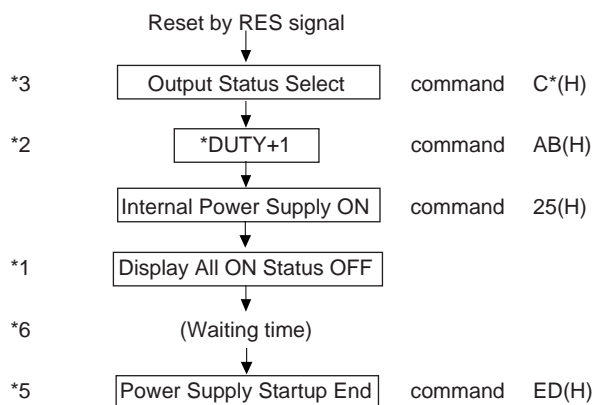 Reset by RES signal
*3 Output Status Select command C*(H)
*2 *DUTY+1 command AB(H)
Internal Power Supply ON command 25(H)
*1 Display All ON Status OFF
*6 (Waiting time)
*5 Power Supply Startup End command ED(H)